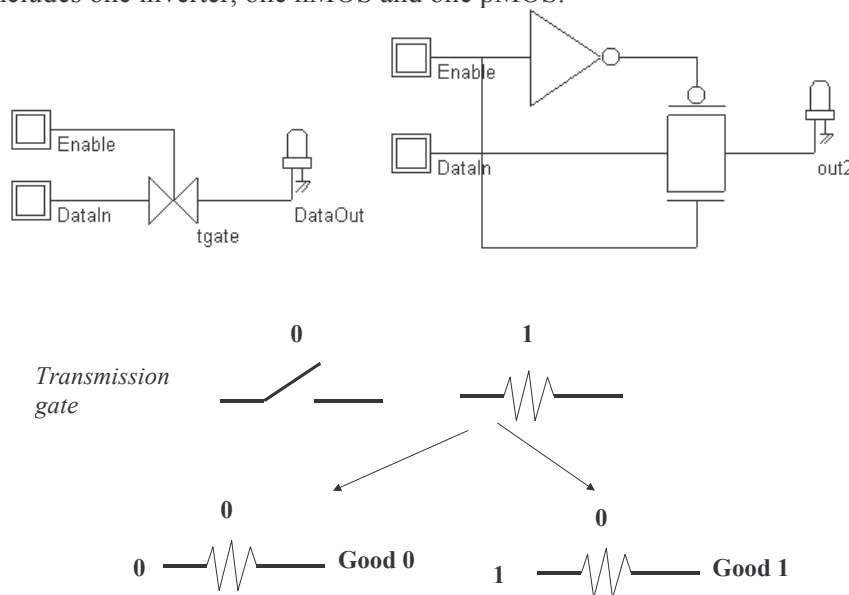 includes one inverter, one nMOS and one pMOS.
Enable
DataIn
tgate
DataOut
Enable
DataIn
out2
0
1
Transmission
gate
0
0
0
Good 0
1
Good 1